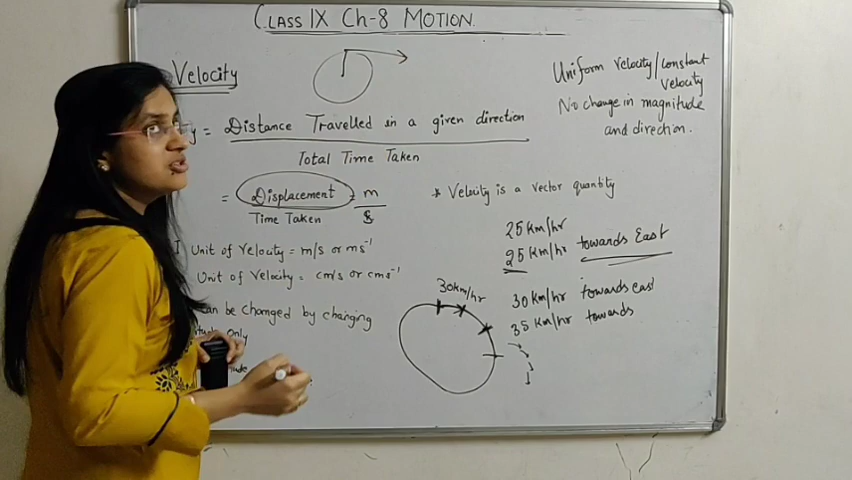 CLASS IX CH-8 MOTION.
Velocity
y = Distance Travelled in a given direction
Total Time Taken
= Displacement = m
Time Taken s
I Unit of Velocity = m/s or ms⁻¹
Unit of Velocity = cm/s or cms⁻¹
can be changed by changing
Only
Uniform velocity/constant
velocity
No change in magnitude
and direction.
* Velocity is a vector quantity
25 km/hr
25 km/hr towards East
30 km/hr towards east
35 km/hr towards
30km/hr